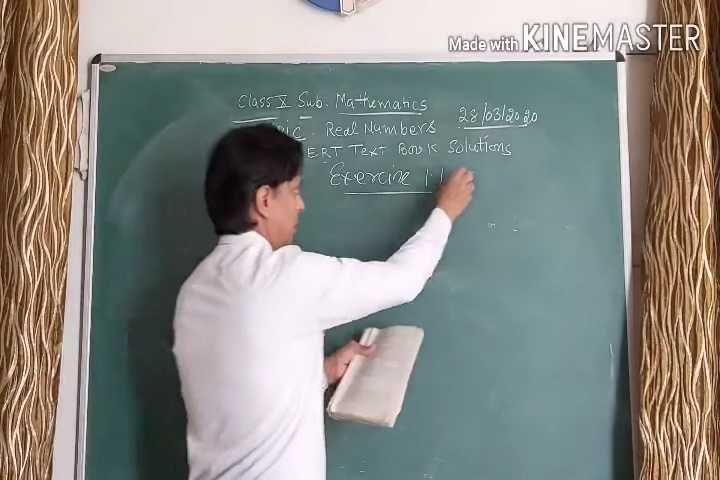 Made with KINEMASTER
Class X Sub: Mathematics
28/03/2020
Real Numbers
Text Book Solutions
Exercise 1.1